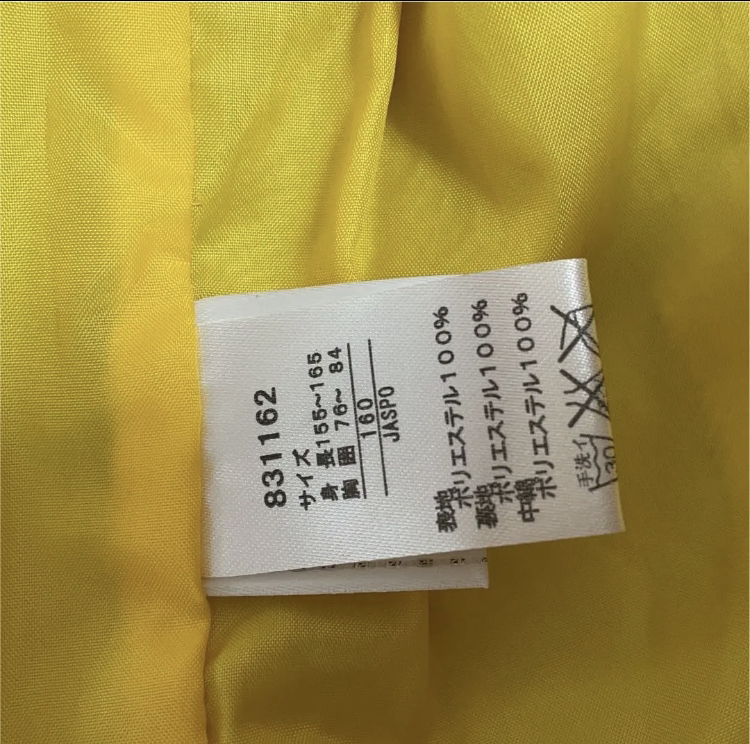 831162
サイズ
身 長155~165
胸 囲 76~ 84
160
JASPO
表地
ポリエステル100%
裏地
ポリエステル100%
中綿
ポリエステル100%
手洗イ
30